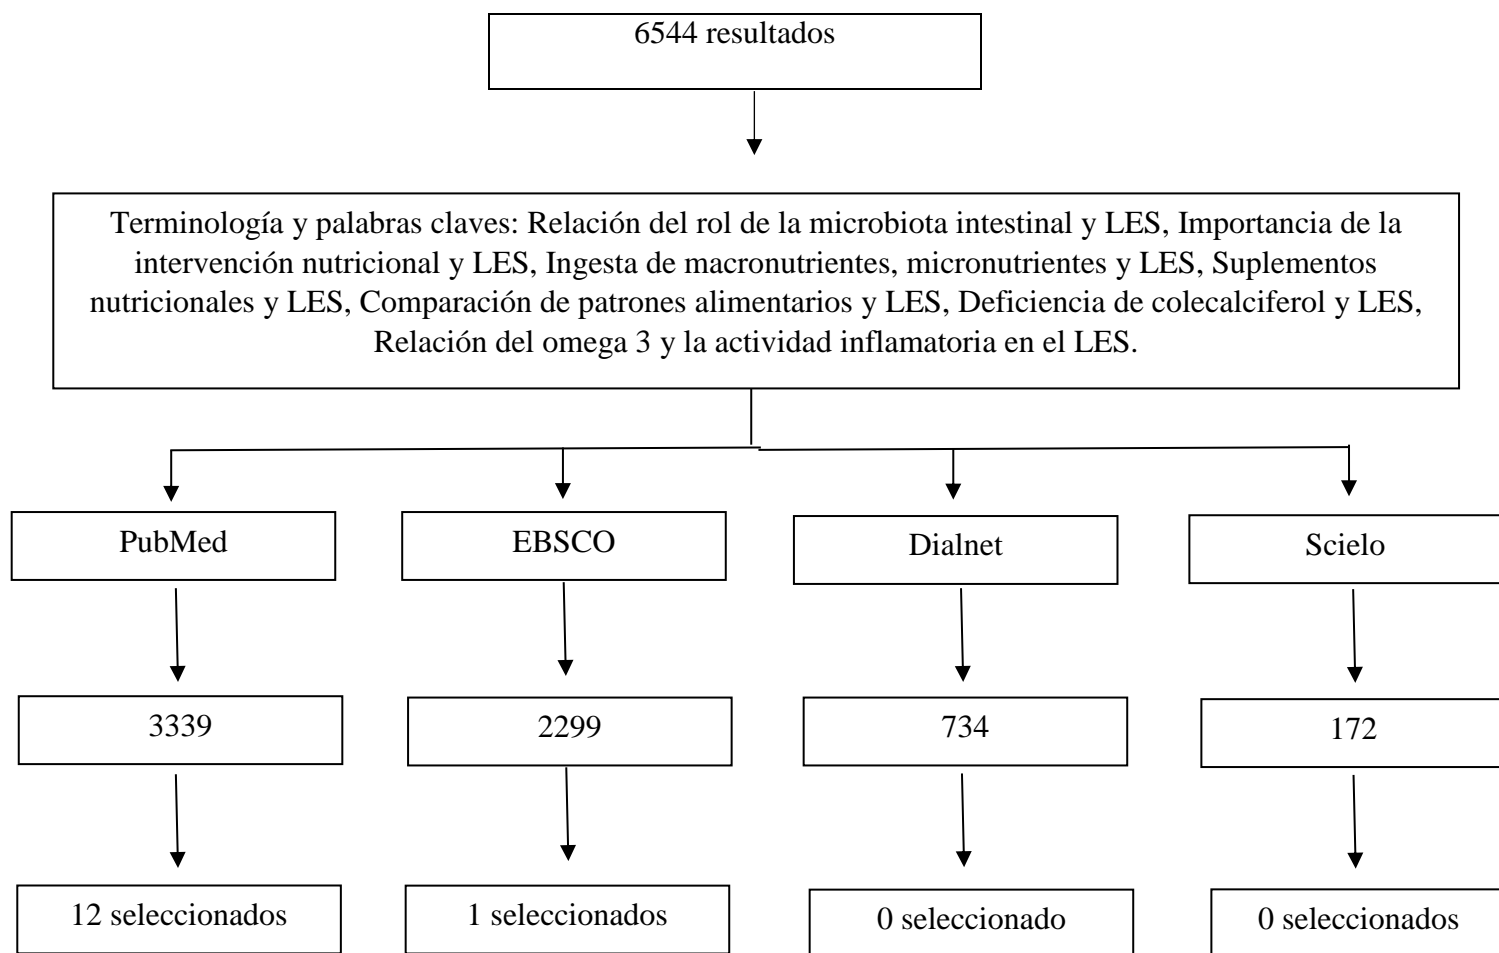 6544 resultados
Terminología y palabras claves: Relación del rol de la microbiota intestinal y LES, Importancia de la
intervención nutricional y LES, Ingesta de macronutrientes, micronutrientes y LES, Suplementos
nutricionales y LES, Comparación de patrones alimentarios y LES, Deficiencia de colecalciferol y LES,
Relación del omega 3 y la actividad inflamatoria en el LES.
PubMed
EBSCO
Dialnet
Scielo
3339
2299
734
172
12 seleccionados
1 seleccionados
0 seleccionado
0 seleccionados